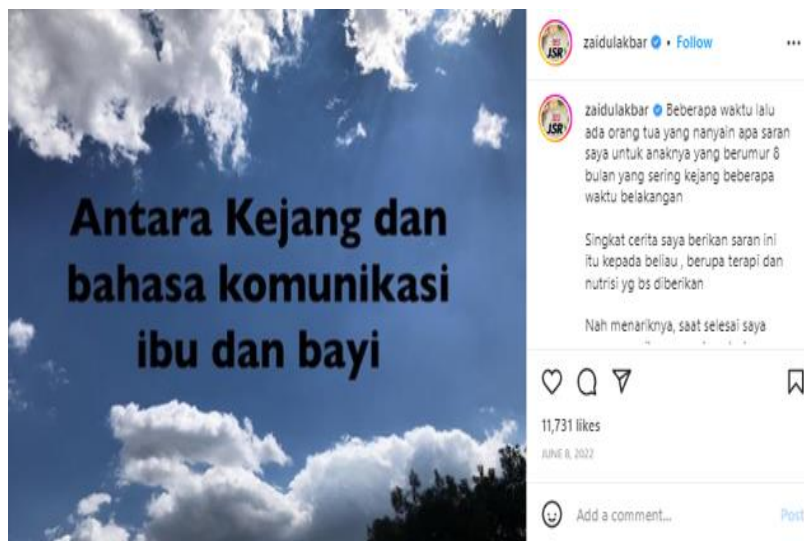 Antara Kejang dan
bahasa komunikasi
ibu dan bayi
zaidulakbar • Follow
JSR
zaidulakbar Beberapa waktu lalu
ada orang tua yang nanyain apa saran
saya untuk anaknya yang berumur 8
bulan yang sering kejang beberapa
waktu belakangan
JSR
Singkat cerita saya berikan saran ini
itu kepada beliau , berupa terapi dan
nutrisi yg bs diberikan
Nah menariknya, saat selesai saya
11,731 likes
JUNE 8, 2022
Add a comment...
Post